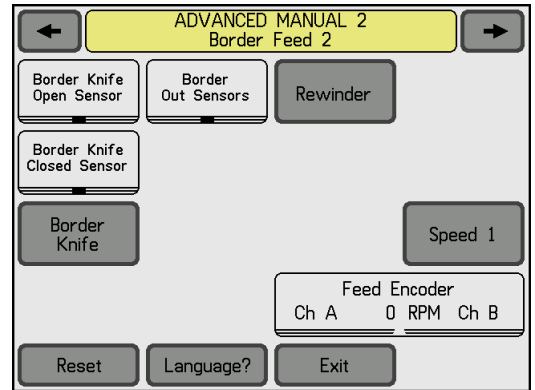 ADVANCED MANUAL 2
Border Feed 2
Border Knife
Open Sensor
Border
Out Sensors
Rewinder
Border Knife
Closed Sensor
Border
Knife
Speed 1
Feed Encoder
Ch A 0 RPM Ch B
Reset
Language?
Exit